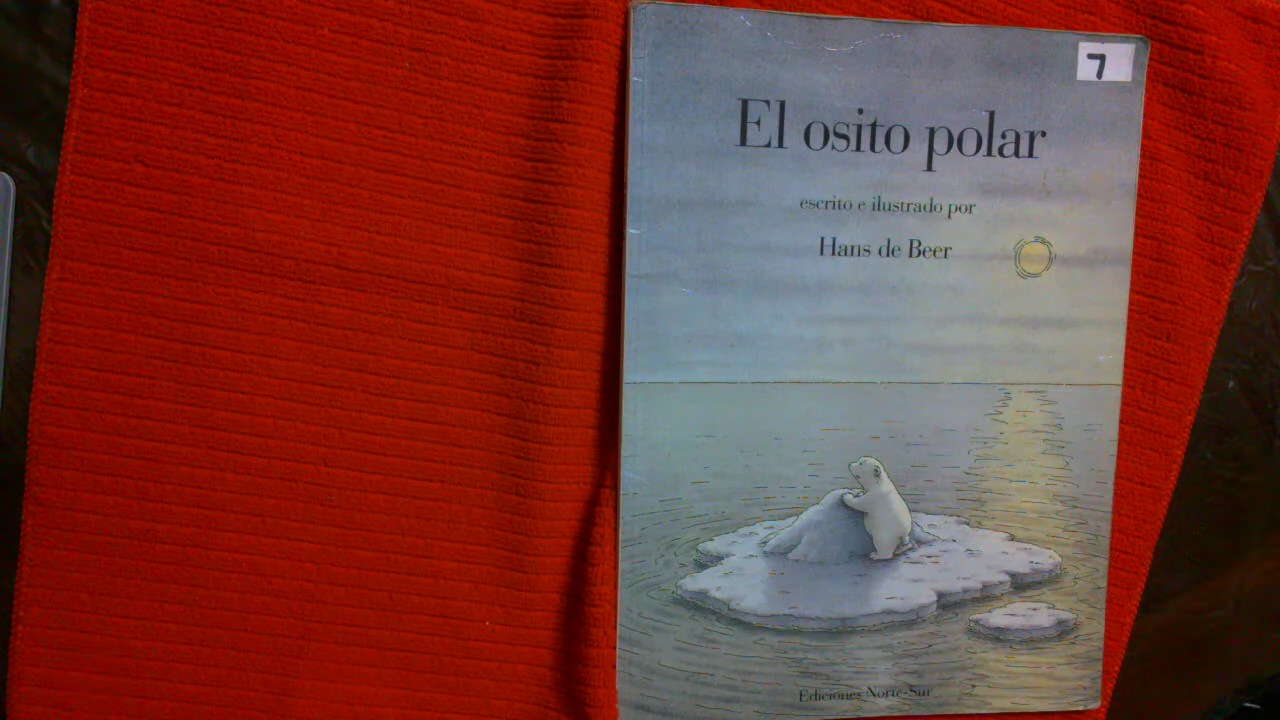 7
El osito polar
escrito e ilustrado por
Hans de Beer
Ediciones Norte-Sur